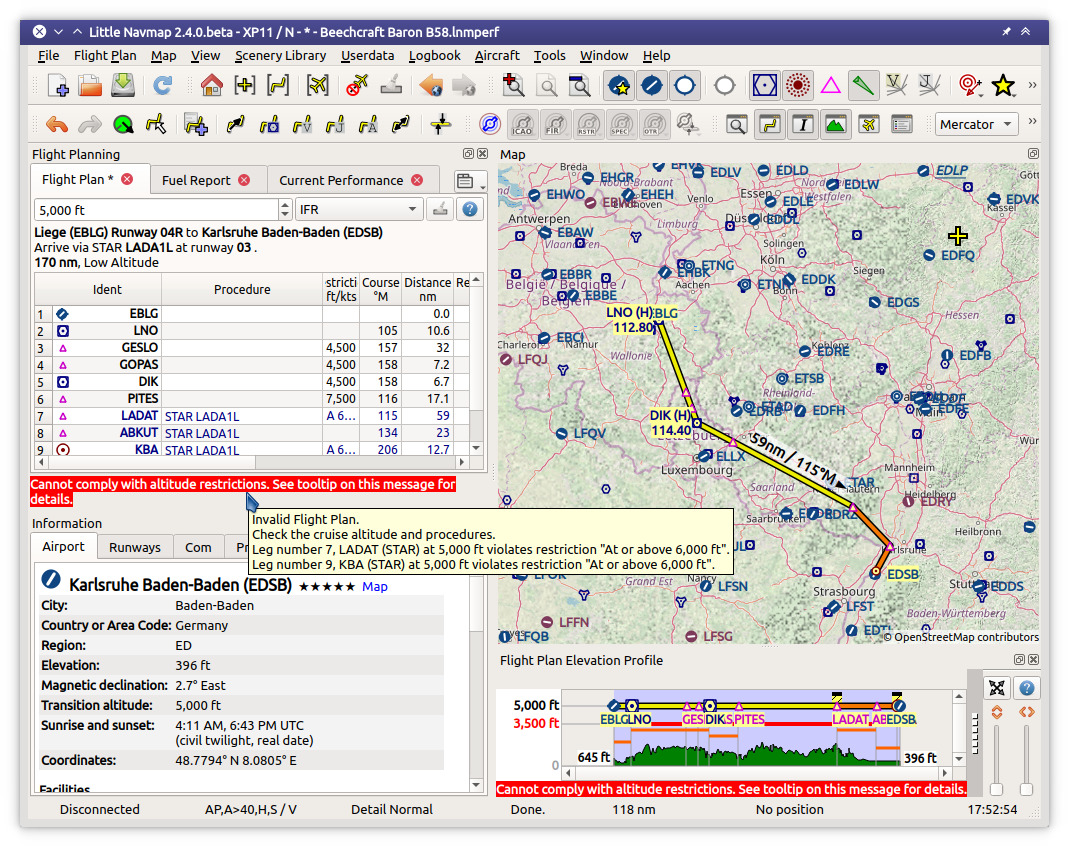 Little Navmap 2.4.0.beta - XP11 / N - * - Beechcraft Baron B58.lnmperf
File Flight Plan Map View Scenery Library Userdata Logbook Aircraft Tools Window Help
ICAO FIR RSTR SPEC OTR Mercator
Flight Planning
Flight Plan * Fuel Report Current Performance
5,000 ft IFR
Liege (EBLG) Runway 04R to Karlsruhe Baden-Baden (EDSB)
Arrive via STAR LADA1L at runway 03 .
170 nm, Low Altitude
Ident Procedure stricti ft/kts Course °M Distance nm Re
1 EBLG 0.0
2 LNO 105 10.6
3 GESLO 4,500 157 32
4 GOPAS 4,500 158 7.2
5 DIK 4,500 158 6.7
6 PITES 7,500 116 17.1
7 LADAT STAR LADA1L A 6... 115 59
8 ABKUT STAR LADA1L 134 23
9 KBA STAR LADA1L A 6... 206 12.7
Cannot comply with altitude restrictions. See tooltip on this message for
details.
Invalid Flight Plan.
Check the cruise altitude and procedures.
Leg number 7, LADAT (STAR) at 5,000 ft violates restriction "At or above 6,000 ft".
Leg number 9, KBA (STAR) at 5,000 ft violates restriction "At or above 6,000 ft".
Information
Airport Runways Com Pr
Karlsruhe Baden-Baden (EDSB) ★★★★★ Map
City: Baden-Baden
Country or Area Code: Germany
Region: ED
Elevation: 396 ft
Magnetic declination: 2.7° East
Transition altitude: 5,000 ft
Sunrise and sunset: 4:11 AM, 6:43 PM UTC
(civil twilight, real date)
Coordinates: 48.7794° N 8.0805° E
Facilities
Map
Breda EHGR EHVK EDLV EDLD EDLP
EHWO EHEH Venlo Essen EDLW EDVK
Noord-Brabant Eindhoven EDLE Nordrhein-Westfalen Kassel
Antwerpen Limburg Düsseldorf EDDL
EBAW Solingen EDFQ
Köln
EBBR EHBK ETNG ETNN EDDK Siegen
België / Belgique / Belgien Aachen Bonn
EBBE EDGS
LNO (H) EBLG Hessen
112.80
EBCI Koblenz
Charleroi Namur EDRE EDFB
LFQJ Wallonie
ETSB
Rheinland-
DIK (H) EDRB ETAD EDFH Main EDFE
114.40
LFQV 59nm / 115°M
ELLX Mannheim
Luxembourg ETAR
Saarland Heidelberg
EDRY
Saarbrücken EDDR EDRZ Heilbronn
Karlsruhe
Nancy EDSB
LFSN Strasbourg Stuttgart EDDS
Grand Est LFST
Baden-Württemberg
LFFN EDTL
LFQB LFSG
© OpenStreetMap contributors
Flight Plan Elevation Profile
5,000 ft
3,500 ft
EBLG LNO GES DIK PITES LADAT AB EDSB
645 ft 396 ft
0
Cannot comply with altitude restrictions. See tooltip on this message for details.
Disconnected AP,A>40,H,S / V Detail Normal Done. 118 nm No position 17:52:54